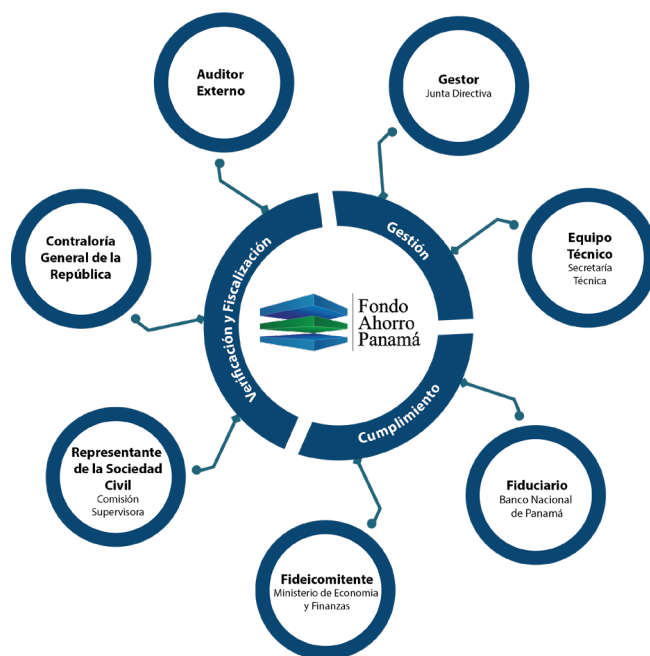 Auditor
Externo
Gestor
Junta Directiva
Contraloría
General de la
República
Equipo
Técnico
Secretaría
Técnica
Verificación y Fiscalización
Gestión
Cumplimiento
Fondo
Ahorro
Panamá
Representante
de la Sociedad
Civil
Comisión
Supervisora
Fiduciario
Banco Nacional
de Panamá
Fideicomitente
Ministerio de Economia
y Finanzas